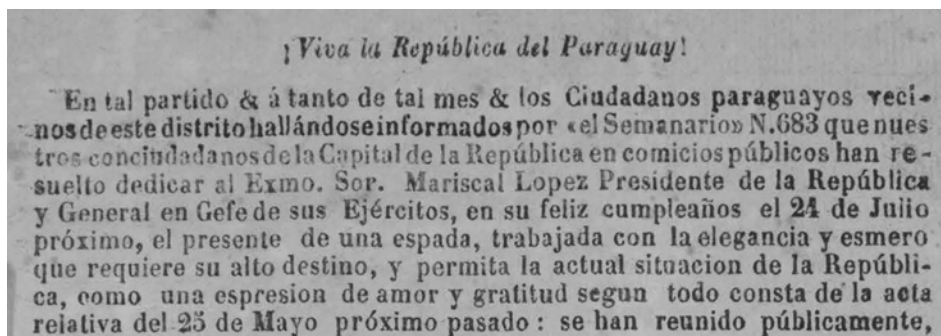 ¡Viva la República del Paraguay!
En tal partido & á tanto de tal mes & los Ciudadanos paraguayos veci-
nos de este distrito hallándose informados por «el Semanario» N.683 que nues
tros conciudadanos de la Capital de la República en comicios públicos han re-
suelto dedicar al Exmo. Sor. Mariscal Lopez Presidente de la República
y General en Gefe de sus Ejércitos, en su feliz cumpleaños el 24 de Julio
próximo, el presente de una espada, trabajada con la elegancia y esmero
que requiere su alto destino, y permita la actual situacion de la Repúbli-
ca, como una espresion de amor y gratitud segun todo consta de la acta
relativa del 25 de Mayo próximo pasado: se han reunido públicamente,